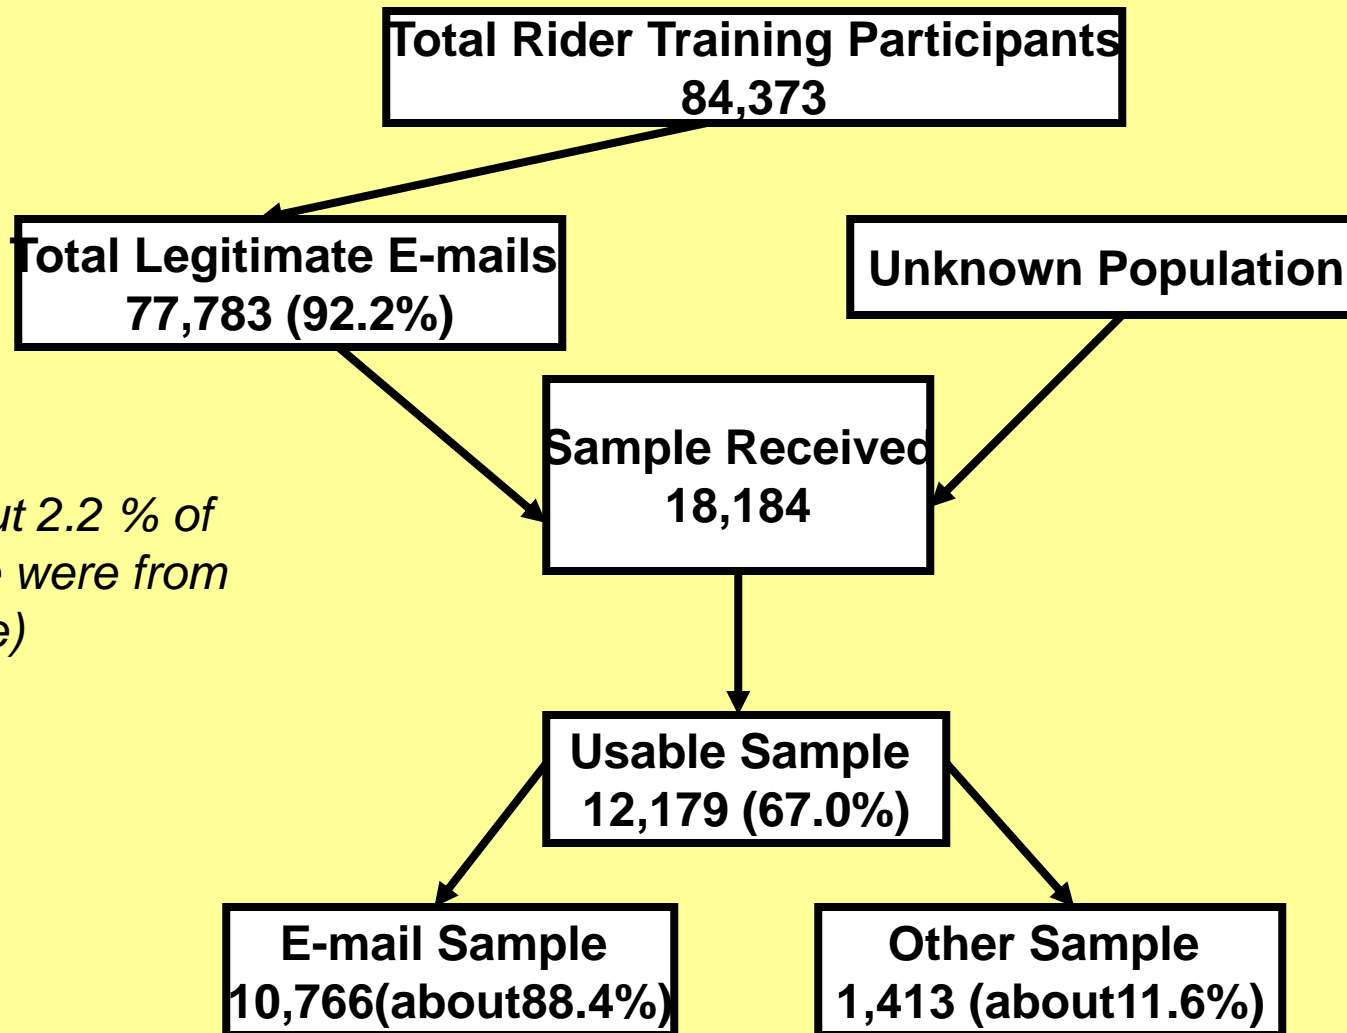 Total Rider Training Participants
84,373
Total Legitimate E-mails
77,783 (92.2%)
Unknown Population
Sample Received
18,184
2.2 % of
were from
Usable Sample
12,179 (67.0%)
E-mail Sample
10,766(about88.4%)
Other Sample
1,413 (about11.6%)